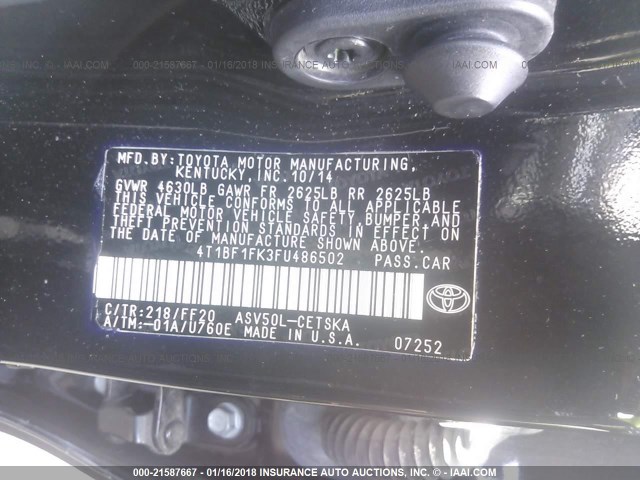 000-21587667 - 01/16/2018 INSURANCE AUTO AUCTIONS, INC. - © IAAI.COM
MFD.BY:TOYOTA MOTOR MANUFACTURING,
KENTUCKY, INC. 10/14
GVWR 4630LB GAWR FR 2625LB RR 2625LB
THIS VEHICLE CONFORMS TO ALL APPLICABLE
FEDERAL MOTOR VEHICLE SAFETY, BUMPER, AND
THEFT PREVENTION STANDARDS IN EFFECT ON
THE DATE OF MANUFACTURE SHOWN ABOVE.
4T1BF1FK3FU486502 PASS.CAR
C/TR:218/FF20 ASV50L-CETSKA
A/TM:-01A/U760E MADE IN U.S.A. 07252
TOYOTA
000-21587667 - 01/16/2018 INSURANCE AUTO AUCTIONS, INC. - © IAAI.COM